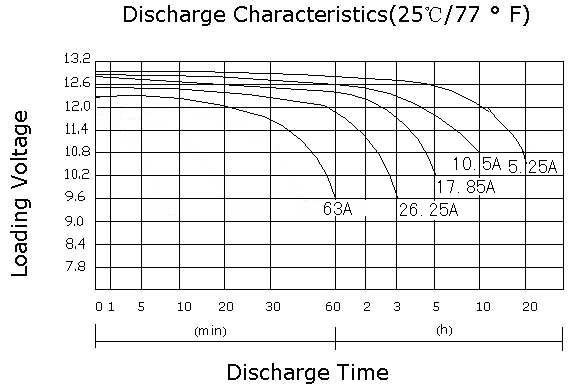 Discharge Characteristics(25℃/77 ° F)
Loading Voltage
13.2
12.6
12.0
11.4
10.8
10.2
9.6
9.0
8.4
7.8
10.5A 5.25A
17.85A
63A 26.25A
0 1 5 10 20 30 60 2 3 5 10 20
(min) (h)
Discharge Time